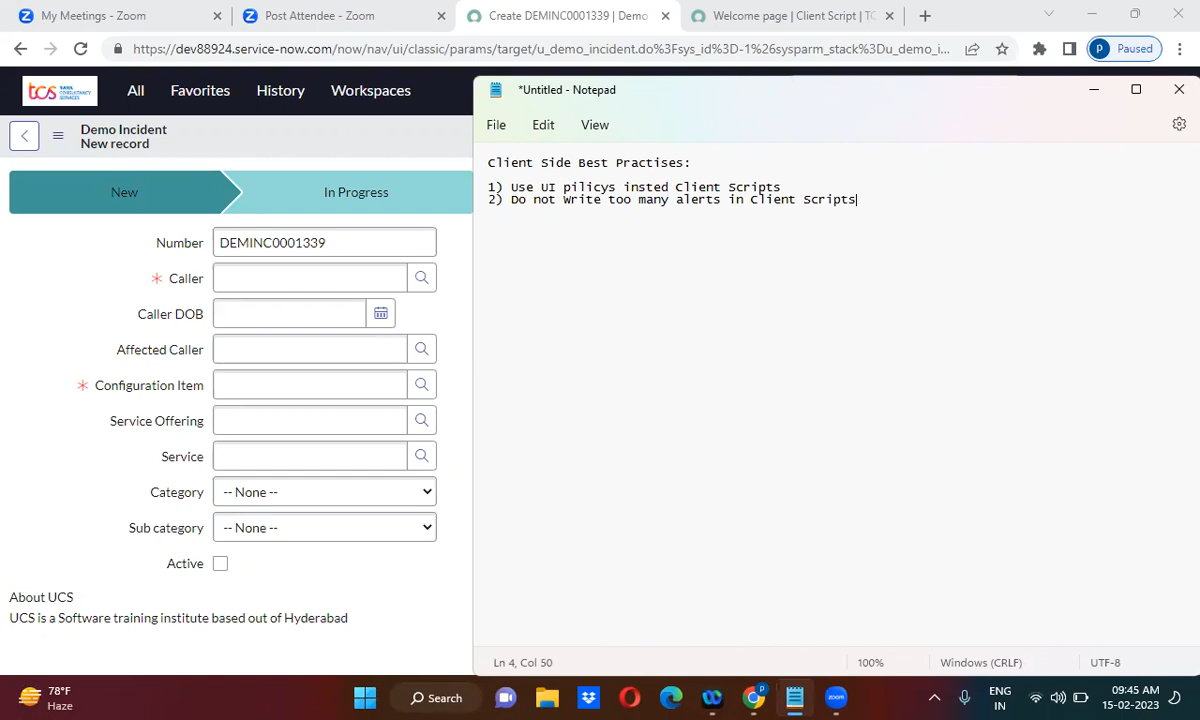 My Meetings - Zoom
Post Attendee - Zoom
Create DEMINC0001339 | Demo
Welcome page | Client Script | TC
https://dev88924.service-now.com/now/nav/ui/classic/params/target/u_demo_incident.do%3Fsys_id%3D-1%26sysparm_stack%3Du_demo_i...
P Paused
tcs TATA CONSULTANCY SERVICES
All Favorites History Workspaces
*Untitled - Notepad
File Edit View
Demo Incident
New record
New
In Progress
Client Side Best Practises:
1) Use UI pilicys insted Client Scripts
2) Do not Write too many alerts in Client Scripts
Number DEMINC0001339
Caller
Caller DOB
Affected Caller
Configuration Item
Service Offering
Service
Category -- None --
Sub category -- None --
Active
About UCS
UCS is a Software training institute based out of Hyderabad
Ln 4, Col 50
100%
Windows (CRLF)
UTF-8
78°F
Haze
Search
P
zoom
ENG
IN
09:45 AM
15-02-2023